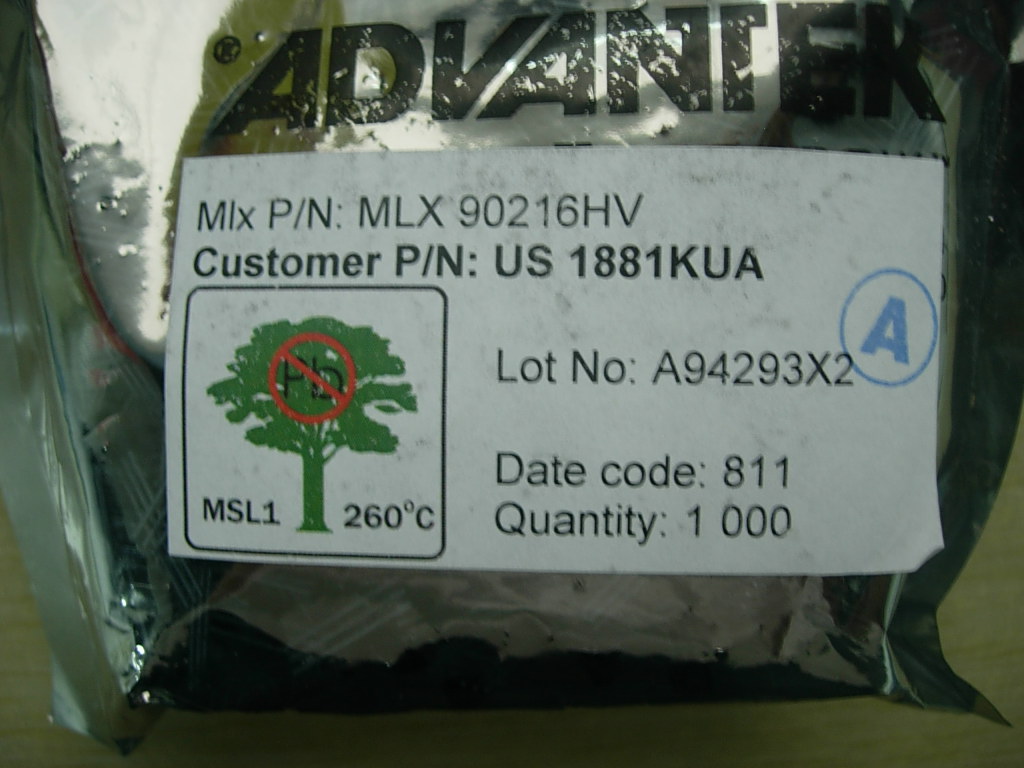 ® ADVANTEK
Mlx P/N: MLX 90216HV
Customer P/N: US 1881KUA
A
Pb
Lot No: A94293X2
Date code: 811
MSL1 260°C
Quantity: 1 000